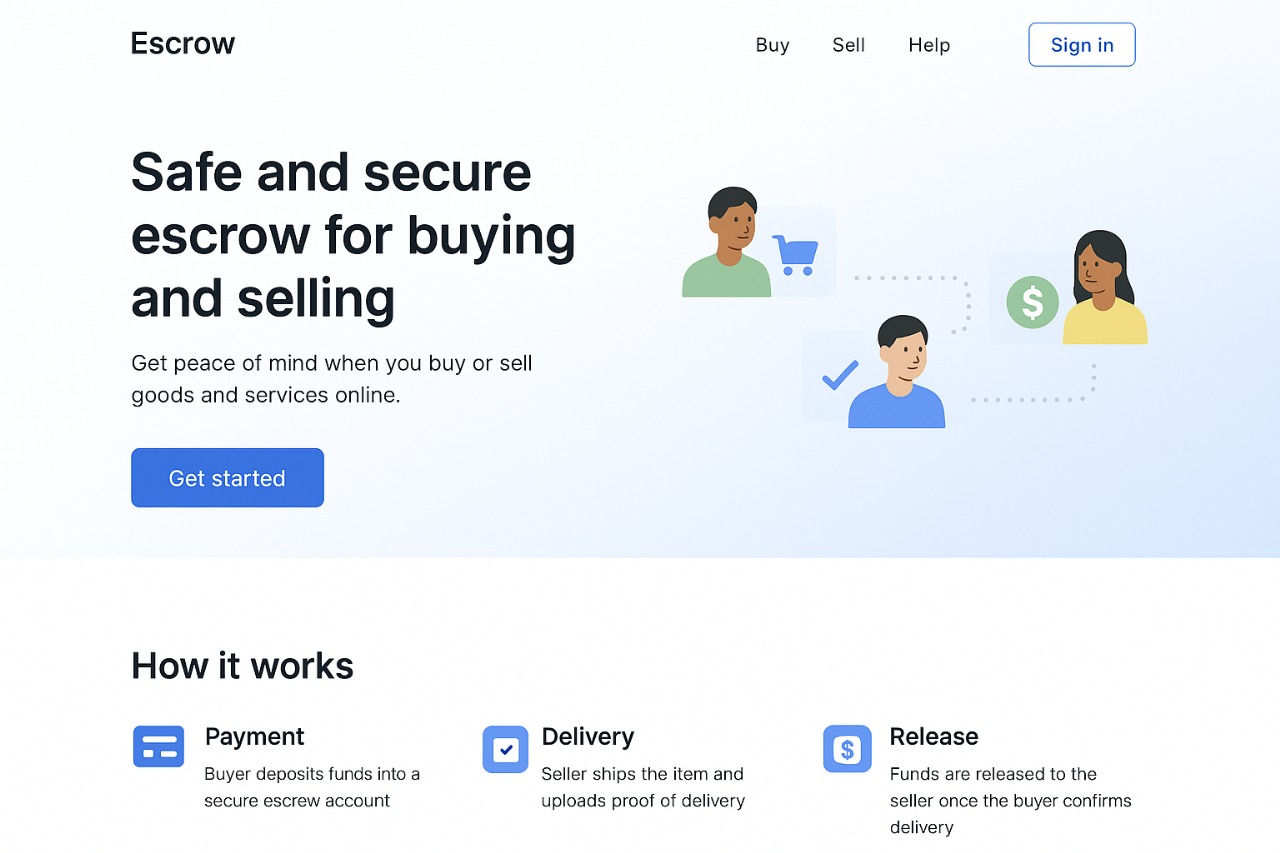 Escrow
Buy
Sell
Help
Sign in
Safe and secure
escrow for buying
and selling
Get peace of mind when you buy or sell
goods and services online.
Get started
$
How it works
Payment
Buyer deposits funds into a
secure escrew account
Delivery
Seller ships the item and
uploads proof of delivery
$
Release
Funds are released to the
seller once the buyer confirms
delivery